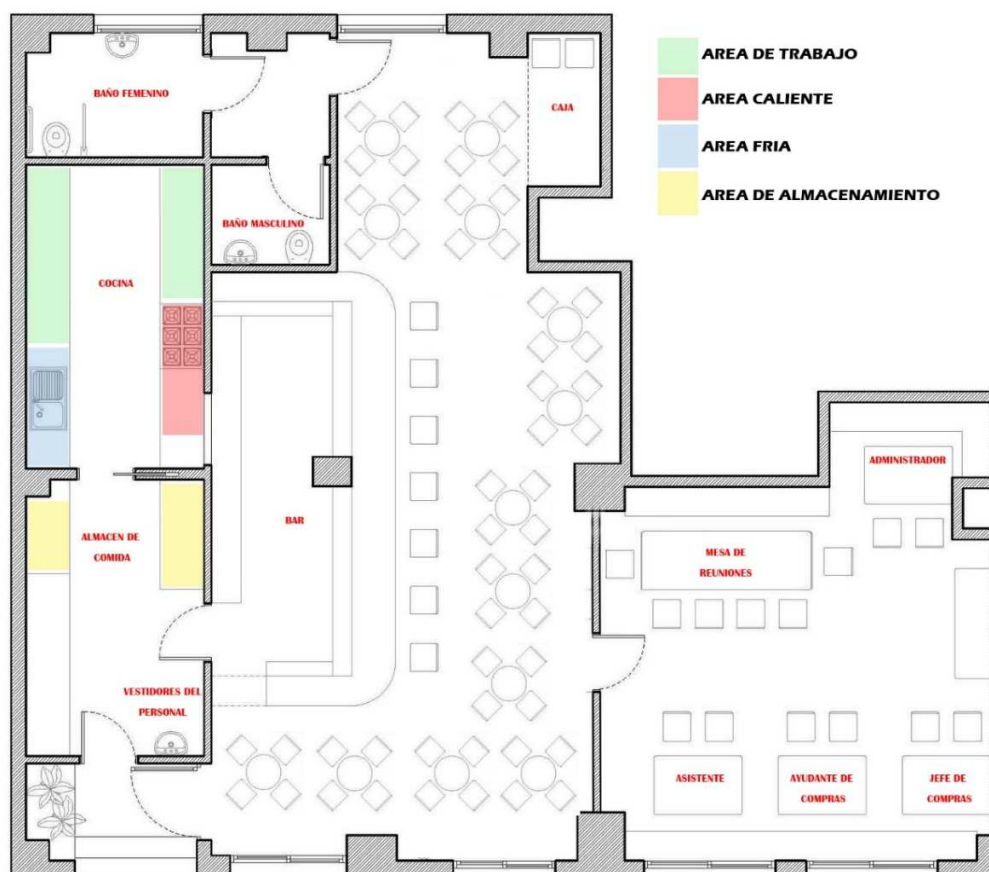 AREA DE TRABAJO
BAÑO FEMENINO
AREA CALIENTE
CAJA
AREA FRIA
AREA DE ALMACENAMIENTO
BAÑO MASCULINO
COCINA
ADMINISTRADOR
BAR
ALMACEN DE
COMIDA
MESA DE
REUNIONES
VESTIDORES DEL
PERSONAL
ASISTENTE
AYUDANTE DE
COMPRAS
JEFE DE
COMPRAS